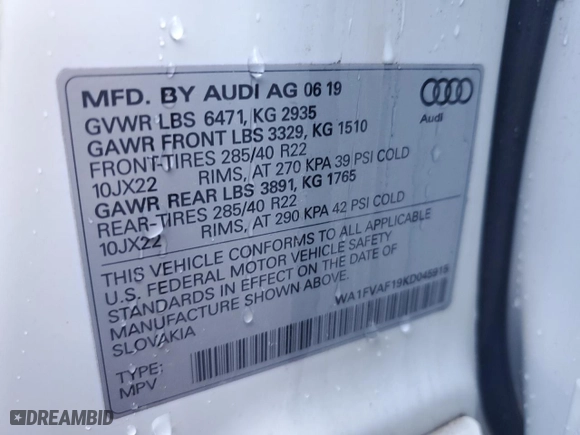 MFD. BY AUDI AG 06 19
Audi
GVWR LBS 6471, KG 2935
GAWR FRONT LBS 3329, KG 1510
FRONT-TIRES 285/40 R22
10JX22 RIMS, AT 270 KPA 39 PSI COLD
GAWR REAR LBS 3891, KG 1765
REAR-TIRES 285/40 R22
10JX22 RIMS, AT 290 KPA 42 PSI COLD
THIS VEHICLE CONFORMS TO ALL APPLICABLE
U.S. FEDERAL MOTOR VEHICLE SAFETY
STANDARDS IN EFFECT ON THE DATE OF
MANUFACTURE SHOWN ABOVE.
SLOVAKIA
TYPE:
MPV
DREAMBID